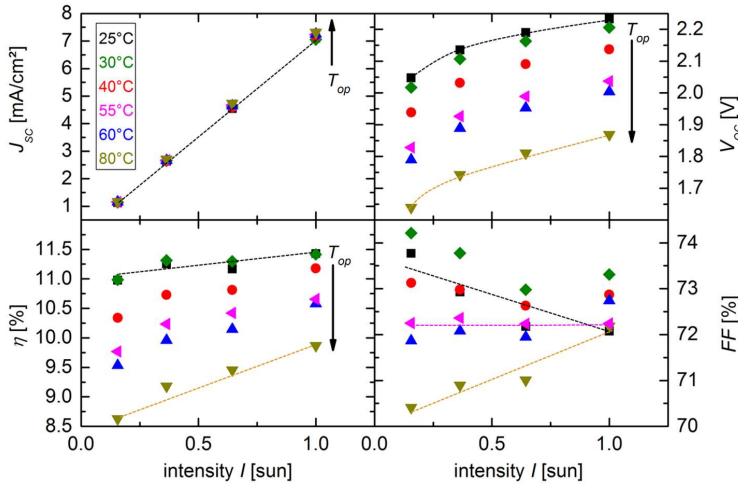 8
7
6
5
4
3
2
1
J_sc [mA/cm²]
25°C
30°C
40°C
55°C
60°C
80°C
T_op
T_op
2.2
2.1
2.0
1.9
1.8
1.7
V_oc [V]
11.5
11.0
10.5
10.0
9.5
9.0
8.5
η [%]
T_op
74
73
72
71
70
FF [%]
0.0
0.5
1.0
0.0
0.5
1.0
intensity I [sun]
intensity I [sun]